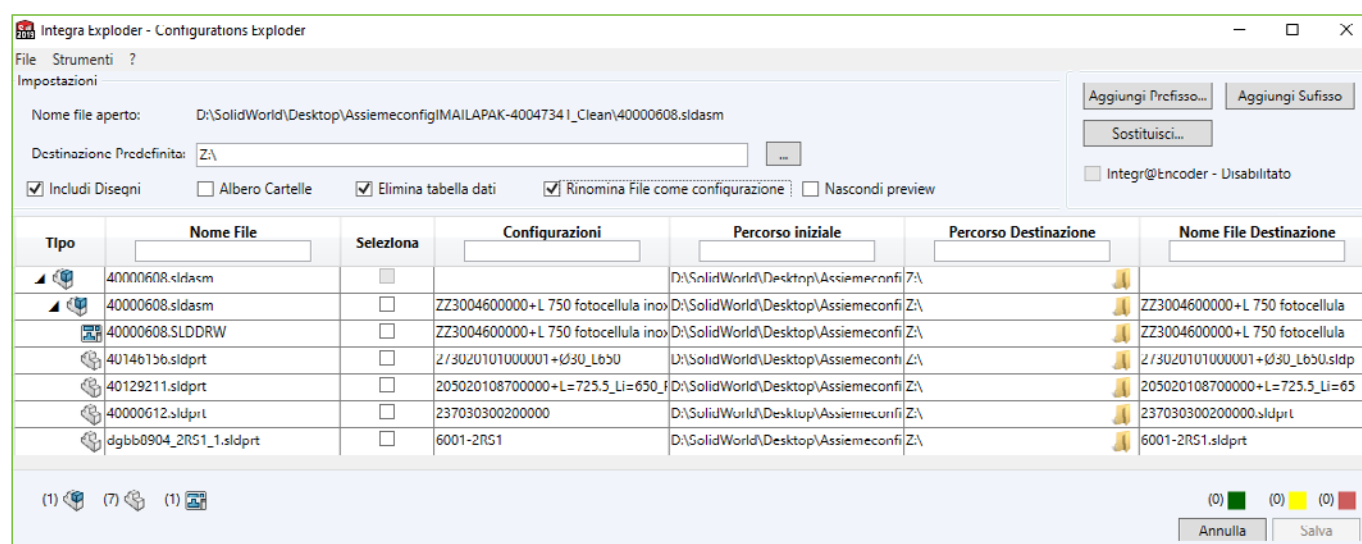 Integra Exploder - Configurations Exploder
File Strumenti ?
Impostazioni
Nome file aperto: D:\SolidWorld\Desktop\AssiemeconfigIMAILAPAK-40047341_Clean\40000608.sldasm
Aggiungi Prefisso... Aggiungi Sufisso
Sostituisci...
Destinazione Predefinita: Z:\ ...
Includi Disegni Albero Cartelle Elimina tabella dati Rinomina File come configurazione Nascondi preview
Integr@Encoder - Disabilitato
Tipo Nome File Seleziona Configurazioni Percorso iniziale Percorso Destinazione Nome File Destinazione
40000608.sldasm D:\SolidWorld\Desktop\Assiemeconfi Z:\
40000608.sldasm ZZ3004600000+L 750 fotocellula inox D:\SolidWorld\Desktop\Assiemeconfi Z:\ ZZ3004600000+L 750 fotocellula
40000608.SLDDRW ZZ3004600000+L 750 fotocellula inox D:\SolidWorld\Desktop\Assiemeconfi Z:\ ZZ3004600000+L 750 fotocellula
40146156.sldprt 273020101000001+Ø30_L650 D:\SolidWorld\Desktop\Assiemeconfi Z:\ 273020101000001+Ø30_L650.sldp
40129211.sldprt 205020108700000+L=725.5_Li=650_ D:\SolidWorld\Desktop\Assiemeconfi Z:\ 205020108700000+L=725.5_Li=65
40000612.sldprt 237030300200000 D:\SolidWorld\Desktop\Assiemeconfi Z:\ 237030300200000.sldprt
dgbb8904_2RS1_1.sldprt 6001-2RS1 D:\SolidWorld\Desktop\Assiemeconfi Z:\ 6001-2RS1.sldprt
(1) (7) (1) (0) (0) (0)
Annulla Salva